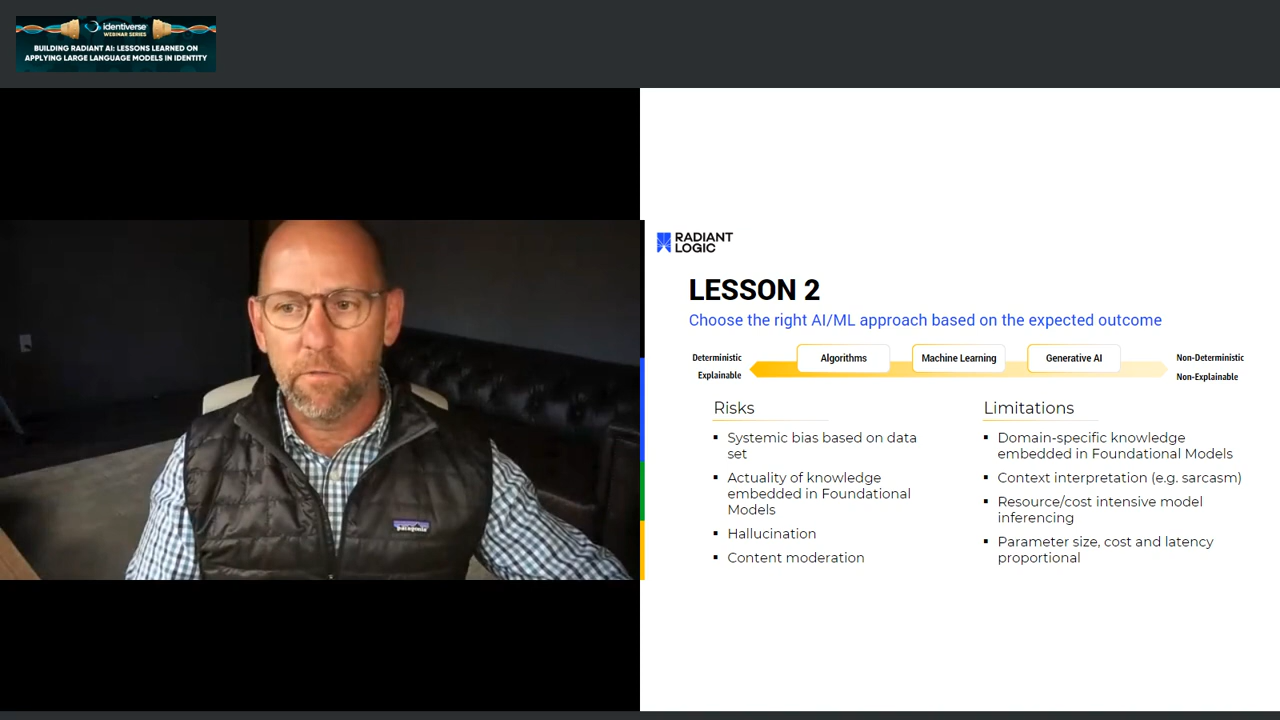 identiverse
WEBINAR SERIES
BUILDING RADIANT AI: LESSONS LEARNED ON
APPLYING LARGE LANGUAGE MODELS IN IDENTITY
patagonia
RADIANT
LOGIC
LESSON 2
Choose the right AI/ML approach based on the expected outcome
Deterministic
Explainable
Algorithms
Machine Learning
Generative AI
Non-Deterministic
Non-Explainable
Risks
▪ Systemic bias based on data
set
▪ Actuality of knowledge
embedded in Foundational
Models
▪ Hallucination
▪ Content moderation
Limitations
▪ Domain-specific knowledge
embedded in Foundational Models
▪ Context interpretation (e.g. sarcasm)
▪ Resource/cost intensive model
inferencing
▪ Parameter size, cost and latency
proportional